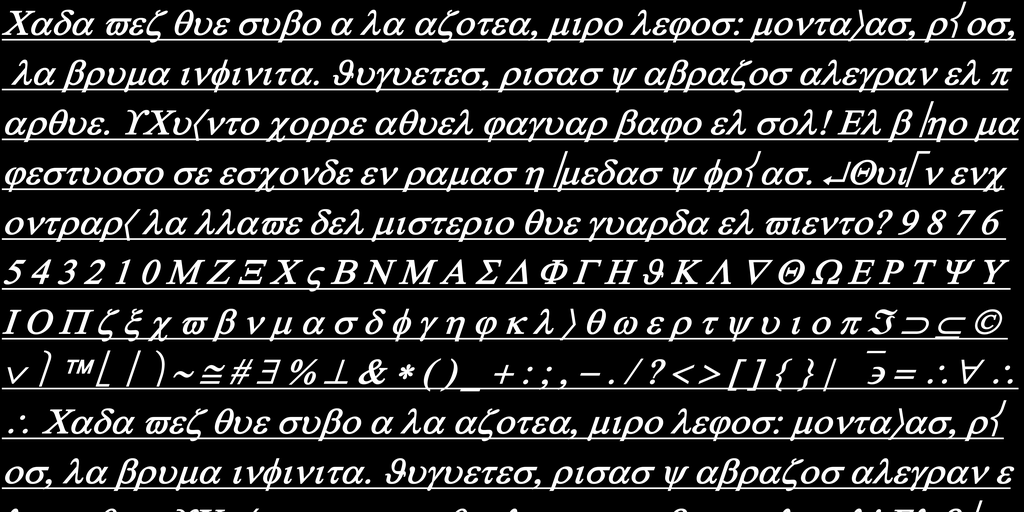 Χαδα ϖεζ θυε συβο α λα αζοτεα, μιρο λεφοσ: μοντα〉ασ, ρ⎨οσ,
λα βρυμα ινφινιτα. ϑυγυετεσ, ρισασ ψ αβραζοσ αλεγραν ελ π
αρθυε. ϒΧυ〈ντο χορρε αθυελ φαγυαρ βαφο ελ σολ! Ελ β⎪ηο μα
φεστυοσο σε εσχονδε εν ραμασ η⎪μεδασ ψ φρ⎨ασ. ↵Θυι⎡ν ενχ
οντραρ〈 λα λλαϖε δελ μιστεριο θυε γυαρδα ελ ϖιεντο? 9 8 7 6
5 4 3 2 1 0 Μ Ζ Ξ Χ ς Β Ν Μ Α Σ Δ Φ Γ Η ϑ Κ Λ ∇ Θ Ω Ε Ρ Τ Ψ Υ
Ι Ο Π ζ ξ χ ϖ β ν μ α σ δ φ γ η ϕ κ λ 〉 θ ω ε ρ τ ψ υ ι ο π ℑ ⊃ ⊆ ©
∨ ⎫ ™ ⎣ ⎪ ⎭ ~ ≅ # ∃ % ⊥ & ∗ ( ) _ + : ; , − . / ? < > [ ] { } | ‾ ∍ = ∴ ∀ ∴
∴ Χαδα ϖεζ θυε συβο α λα αζοτεα, μιρο λεφοσ: μοντα〉ασ, ρ⎨
οσ, λα βρυμα ινφινιτα. ϑυγυετεσ, ρισασ ψ αβραζοσ αλεγραν ε